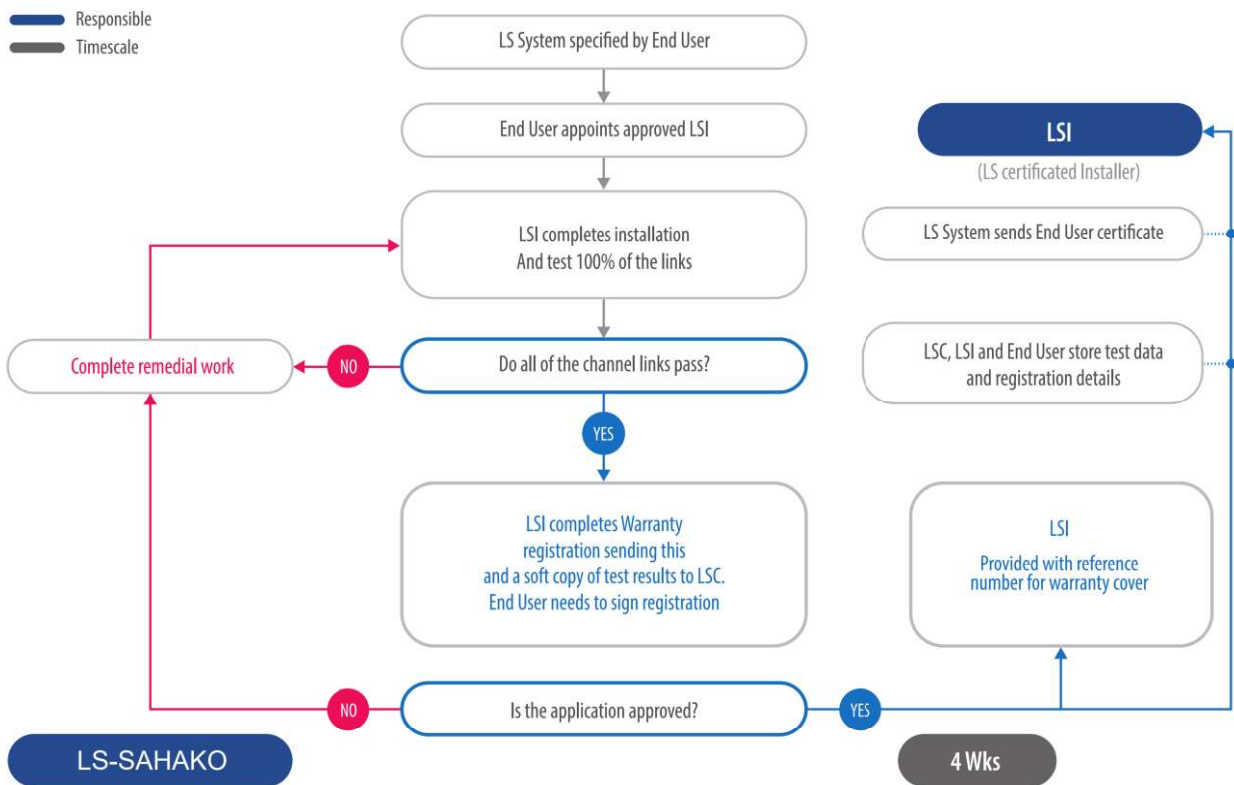 Responsible
Timescale
LS System specified by End User
End User appoints approved LSI
LSI completes installation
And test 100% of the links
Do all of the channel links pass?
NO
Complete remedial work
YES
LSI completes Warranty
registration sending this
and a soft copy of test results to LSC.
End User needs to sign registration
Is the application approved?
NO
YES
LS-SAHAKO
4 Wks
LSI
(LS certificated Installer)
LS System sends End User certificate
LSC, LSI and End User store test data
and registration details
LSI
Provided with reference
number for warranty cover